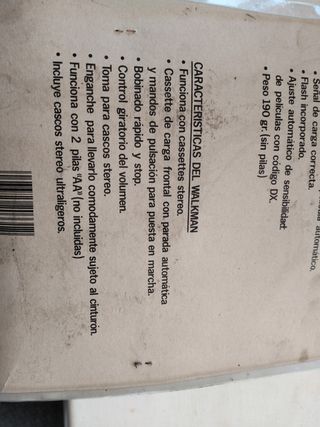 automático.
• Señal de carga correcta.
• Flash incorporado.
• Ajuste automático de sensibilidad
de películas con código DX.
• Peso 190 gr. (sin pilas)
CARACTERISTICAS DEL WALKMAN
• Funciona con cassettes stereo.
• Cassette de carga frontal con parada automática
y mandos de pulsación para puesta en marcha.
• Bobinado rapido y stop.
• Control giratorio del volumen.
• Toma para cascos stereo.
• Enganche para llevarlo comodamente sujeto al cinturón.
• Funciona con 2 pilas "AA" (no incluidas)
• Incluye cascos stereo ultraligeros.